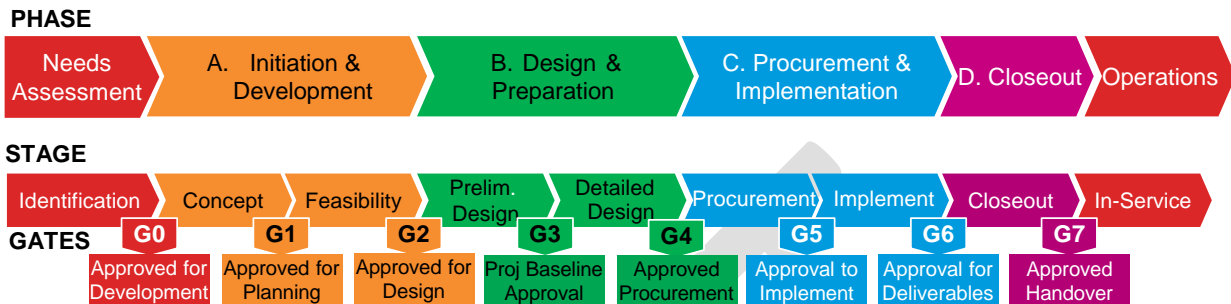 PHASE
Needs
Assessment
A. Initiation &
Development
B. Design &
Preparation
C. Procurement &
Implementation
D. Closeout
Operations
STAGE
Identification
Concept
Feasibility
Prelim.
Design
Detailed
Design
Procurement
Implement
Closeout
In-Service
GATES
G0
G1
G2
G3
G4
G5
G6
G7
Approved for
Development
Approved for
Planning
Approved for
Design
Proj Baseline
Approval
Approved
Procurement
Approval to
Implement
Approval for
Deliverables
Approved
Handover